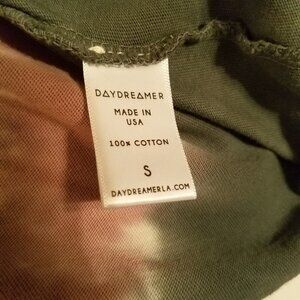 DAYDREAMER
MADE IN
USA
100% COTTON
S
DAYDREAMERLA.COM